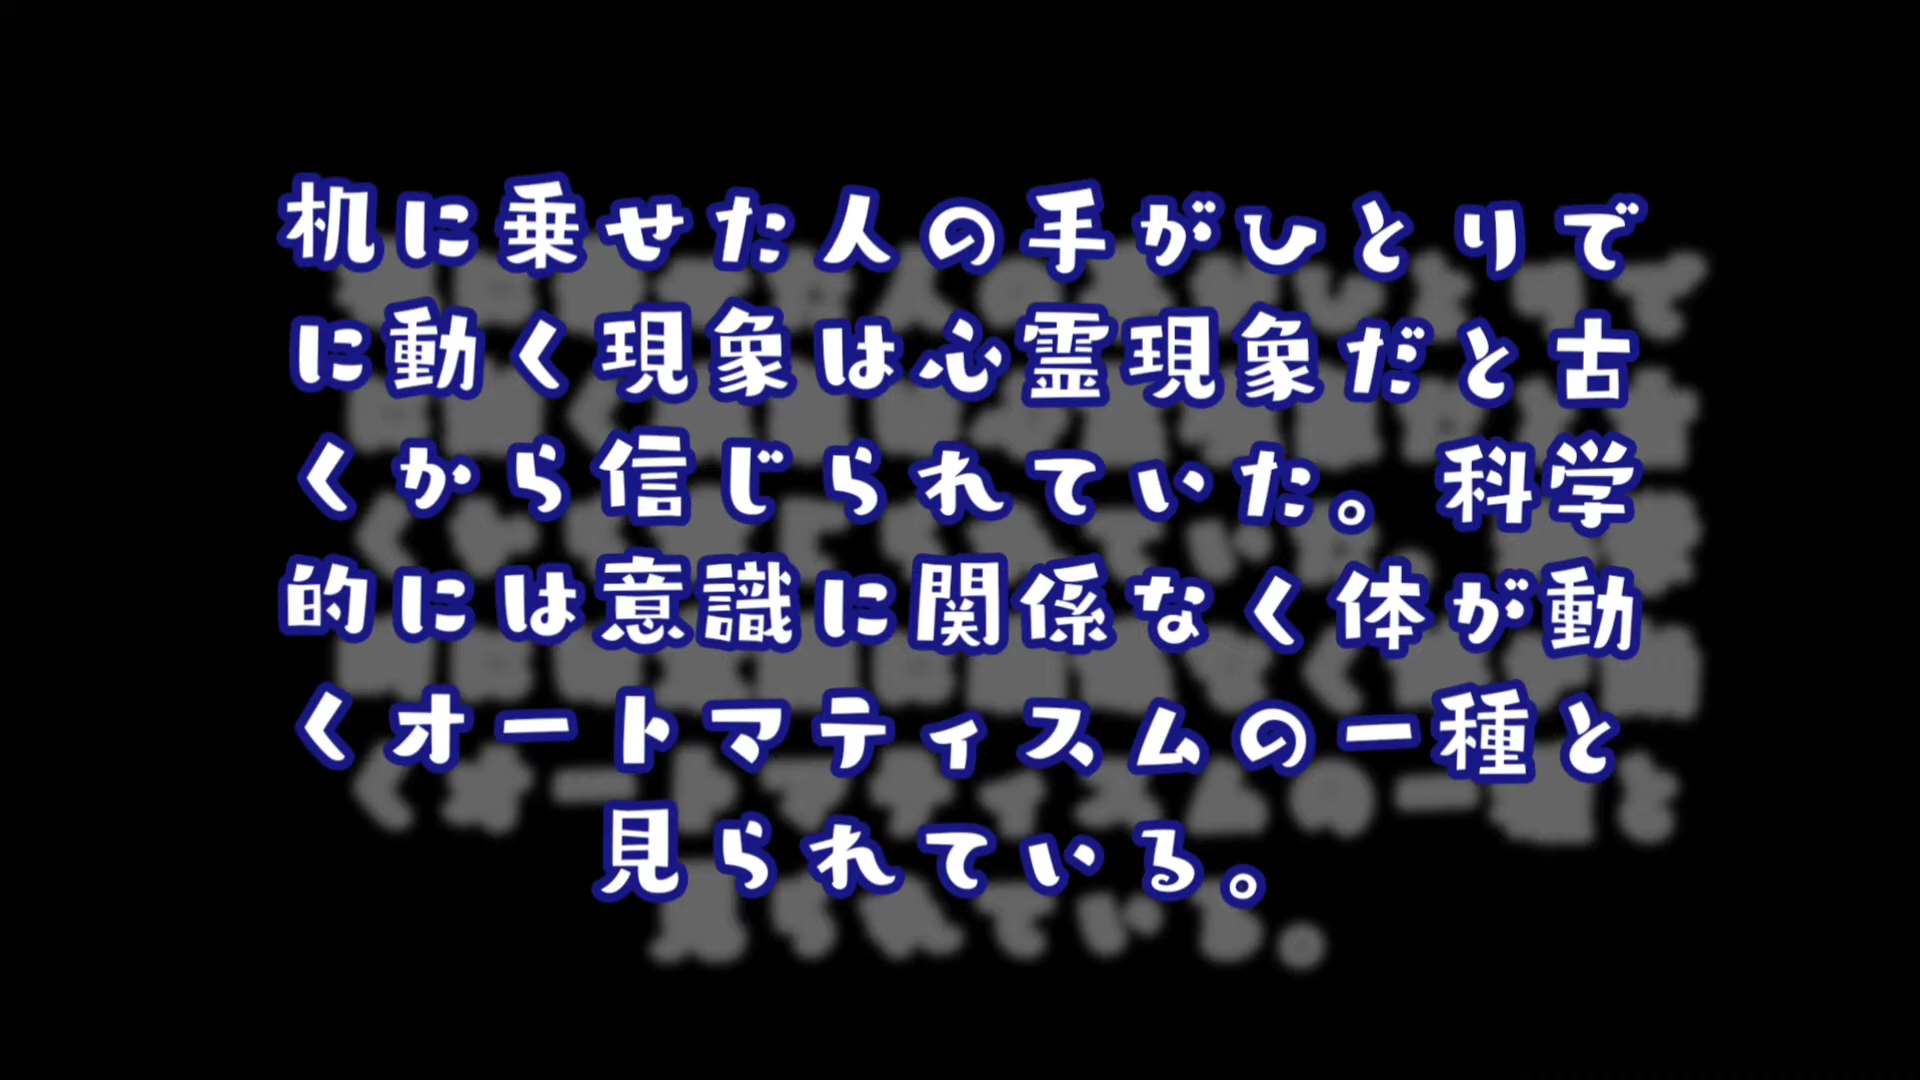 机に乗せた人の手がひとりで
に動く現象は心霊現象だと古
くから信じられていた。科学
的には意識に関係なく体が動
くオートマティスムの一種と
見られている。